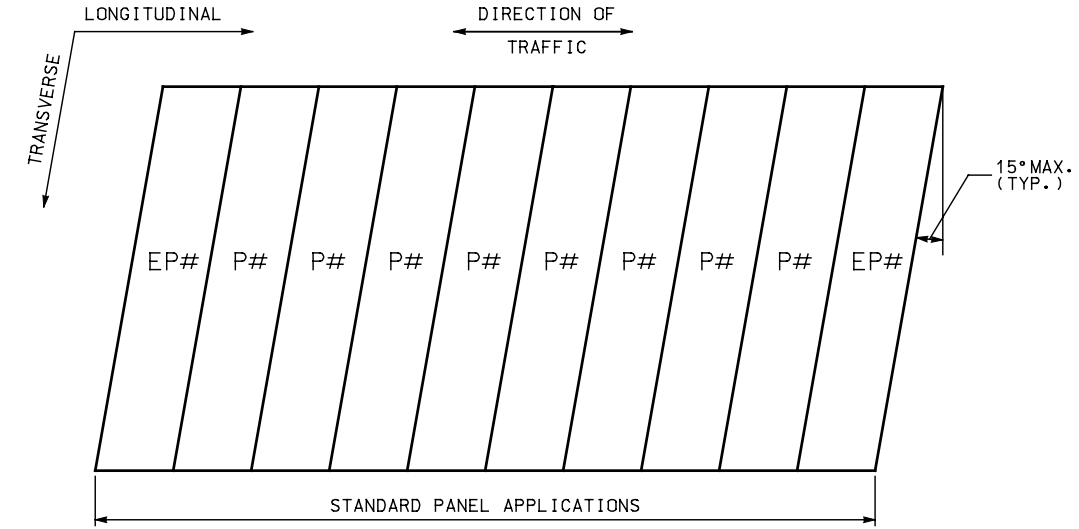 LONGITUDINAL
DIRECTION OF
TRAFFIC
TRANSVERSE
15° MAX.
(TYP.)
EP# P# P# P# P# P# P# P# P# EP#
STANDARD PANEL APPLICATIONS